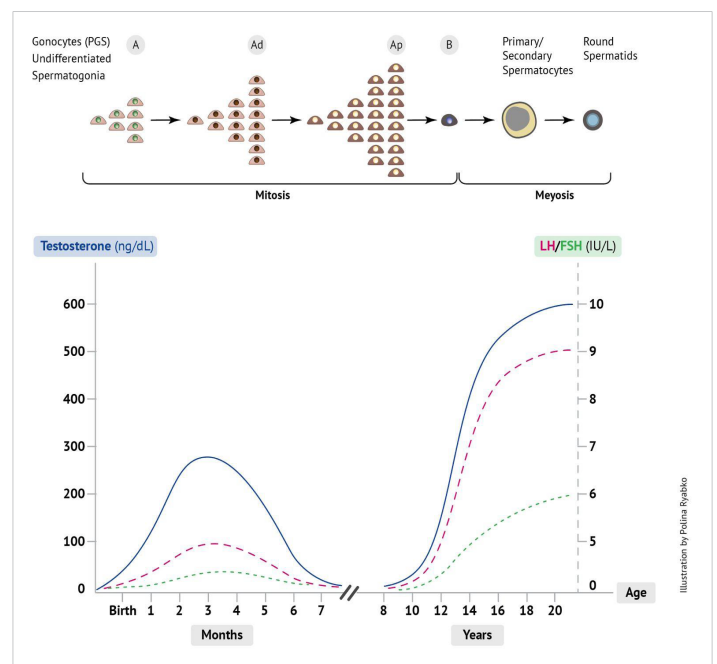 Gonocytes (PGS)
Undifferentiated
Spermatogonia
A
Ad
Ap
B
Primary/
Secondary
Spermatocytes
Round
Spermatids
Mitosis
Meyosis
Testosterone (ng/dL)
LH/FSH (IU/L)
600
500
400
300
200
100
0
10
9
8
7
6
5
0
Birth
1
2
3
4
5
6
7
8
10
12
14
16
18
20
Age
Months
Years
Illustration by Polina Ryabko